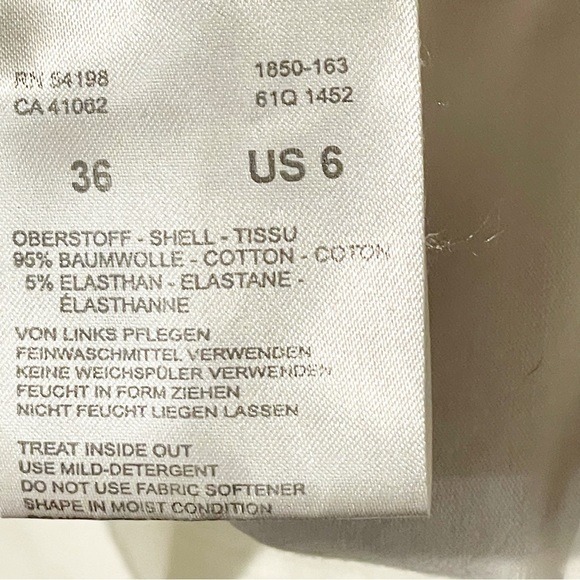 RN 54198
1850-163
CA 41062
61Q 1452
36
US 6
OBERSTOFF - SHELL - TISSU
95% BAUMWOLLE - COTTON - COTON
5% ELASTHAN - ELASTANE -
ÉLASTHANNE
VON LINKS PFLEGEN
FEINWASCHMITTEL VERWENDEN
KEINE WEICHSPÜLER VERWENDEN
FEUCHT IN FORM ZIEHEN
NICHT FEUCHT LIEGEN LASSEN
TREAT INSIDE OUT
USE MILD-DETERGENT
DO NOT USE FABRIC SOFTENER
SHAPE IN MOIST CONDITION